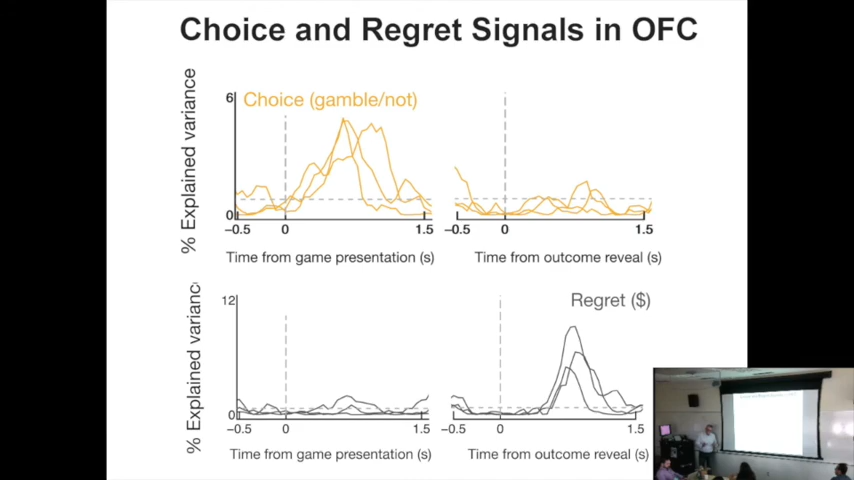 Choice and Regret Signals in OFC
% Explained variance
6
Choice (gamble/not)
0
-0.5 0 1.5
-0.5 0 1.5
Time from game presentation (s)
Time from outcome reveal (s)
% Explained varianc
12
Regret ($)
0
-0.5 0 1.5
-0.5 0 1.5
Time from game presentation (s)
Time from outcome reveal (s)